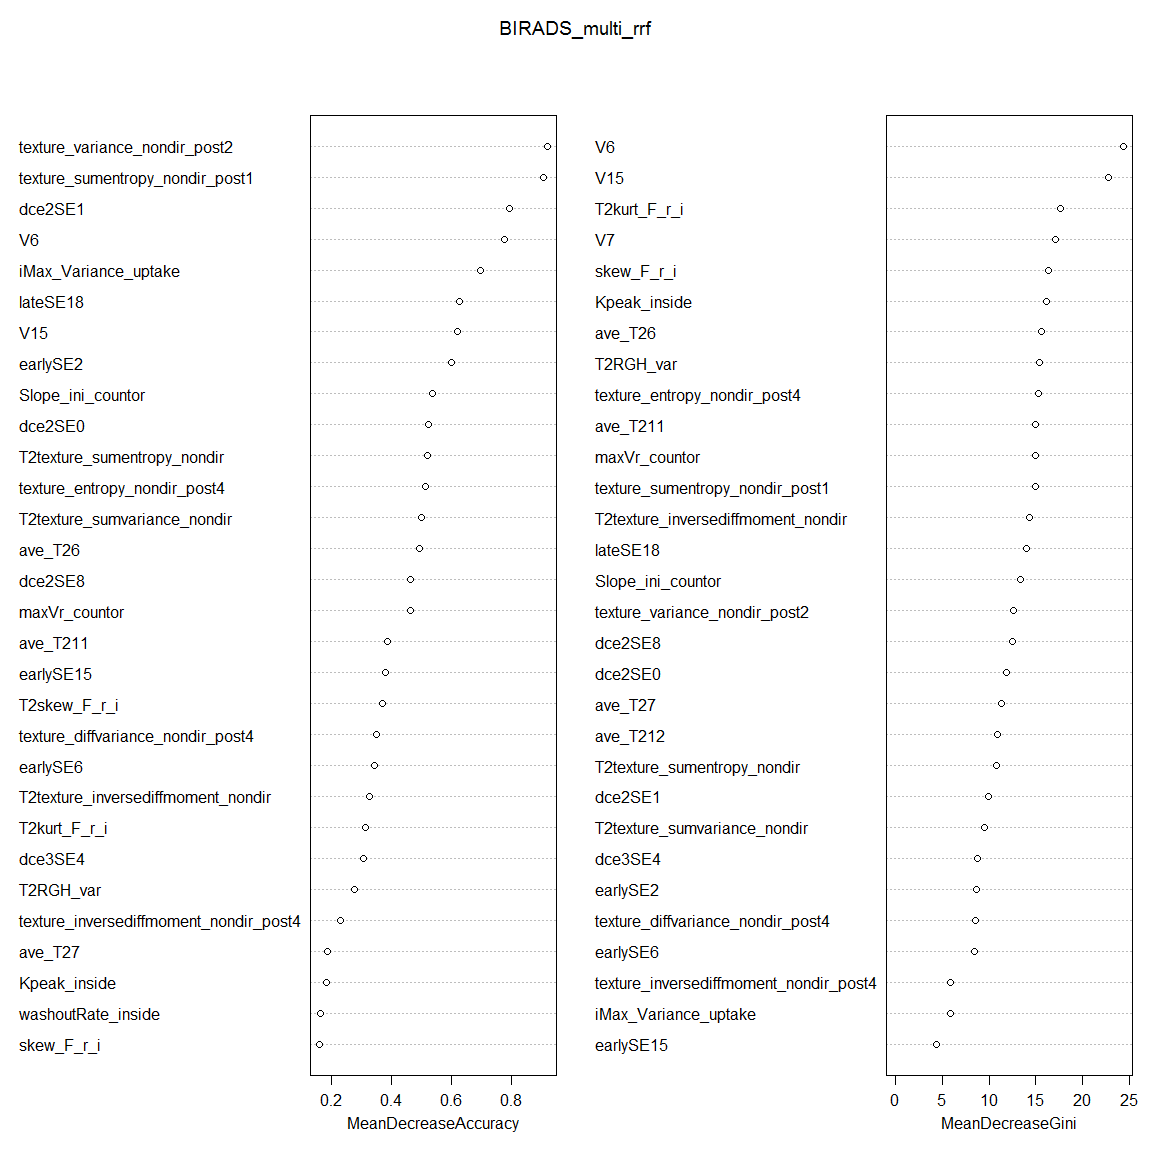 BIRADS_multi_rrf
texture_variance_nondir_post2
texture_sumentropy_nondir_post1
dce2SE1
V6
iMax_Variance_uptake
lateSE18
V15
earlySE2
Slope_ini_countor
dce2SE0
T2texture_sumentropy_nondir
texture_entropy_nondir_post4
T2texture_sumvariance_nondir
ave_T26
dce2SE8
maxVr_countor
ave_T211
earlySE15
T2skew_F_r_i
texture_diffvariance_nondir_post4
earlySE6
T2texture_inversediffmoment_nondir
T2kurt_F_r_i
dce3SE4
T2RGH_var
texture_inversediffmoment_nondir_post4
ave_T27
Kpeak_inside
washoutRate_inside
skew_F_r_i
0.2 0.4 0.6 0.8
MeanDecreaseAccuracy
V6
V15
T2kurt_F_r_i
V7
skew_F_r_i
Kpeak_inside
ave_T26
T2RGH_var
texture_entropy_nondir_post4
ave_T211
maxVr_countor
texture_sumentropy_nondir_post1
T2texture_inversediffmoment_nondir
lateSE18
Slope_ini_countor
texture_variance_nondir_post2
dce2SE8
dce2SE0
ave_T27
ave_T212
T2texture_sumentropy_nondir
dce2SE1
T2texture_sumvariance_nondir
dce3SE4
earlySE2
texture_diffvariance_nondir_post4
earlySE6
texture_inversediffmoment_nondir_post4
iMax_Variance_uptake
earlySE15
0 5 10 15 20 25
MeanDecreaseGini